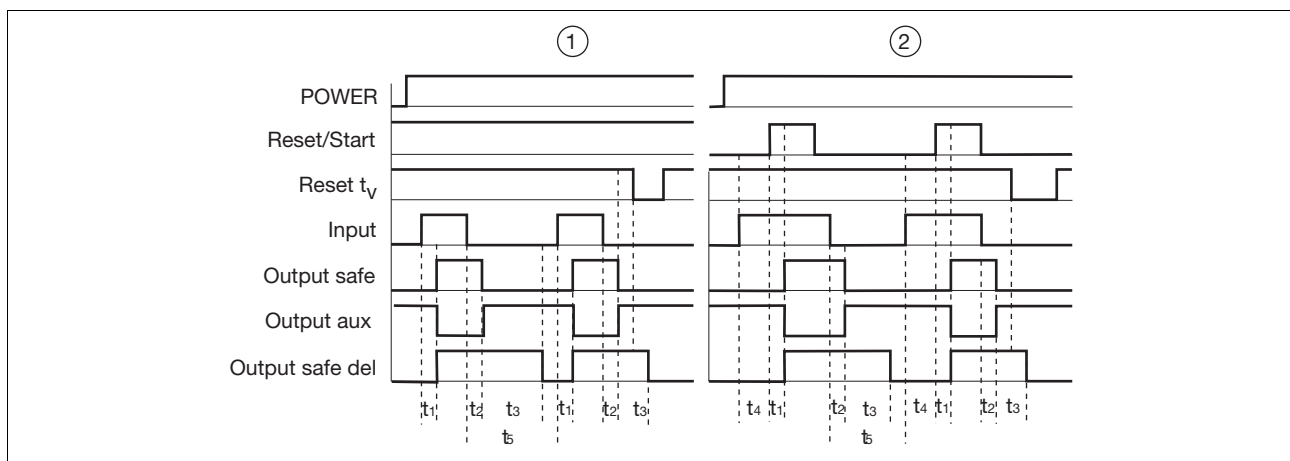 ① ②
POWER
Reset/Start
Reset tV
Input
Output safe
Output aux
Output safe del
t1 t2 t3 t1 t2 t3 t4 t1 t2 t3 t4 t1 t2 t3
t5 t5